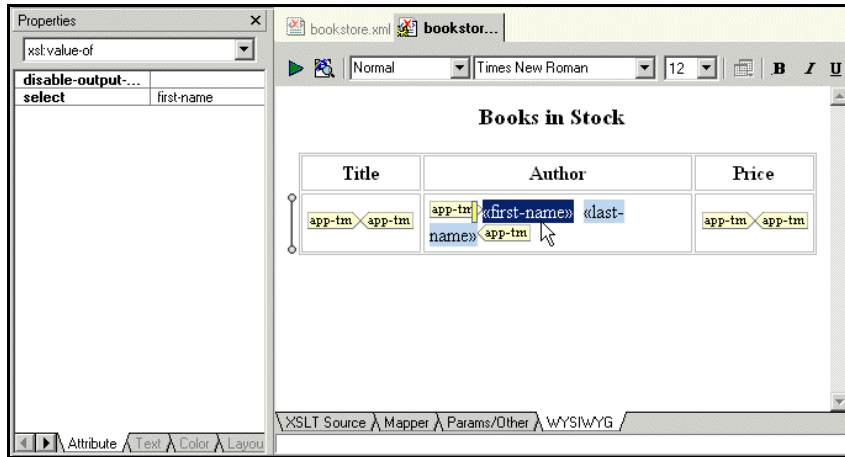 Properties
xsl:value-of
disable-output-...
select first-name
Attribute Text Color Layou
bookstore.xml bookstor...
Normal Times New Roman 12 B I U
Books in Stock
Title Author Price
app-tm app-tm app-tm «first-name» «last-
name» app-tm app-tm app-tm
XSLT Source Mapper Params/Other WYSIWYG